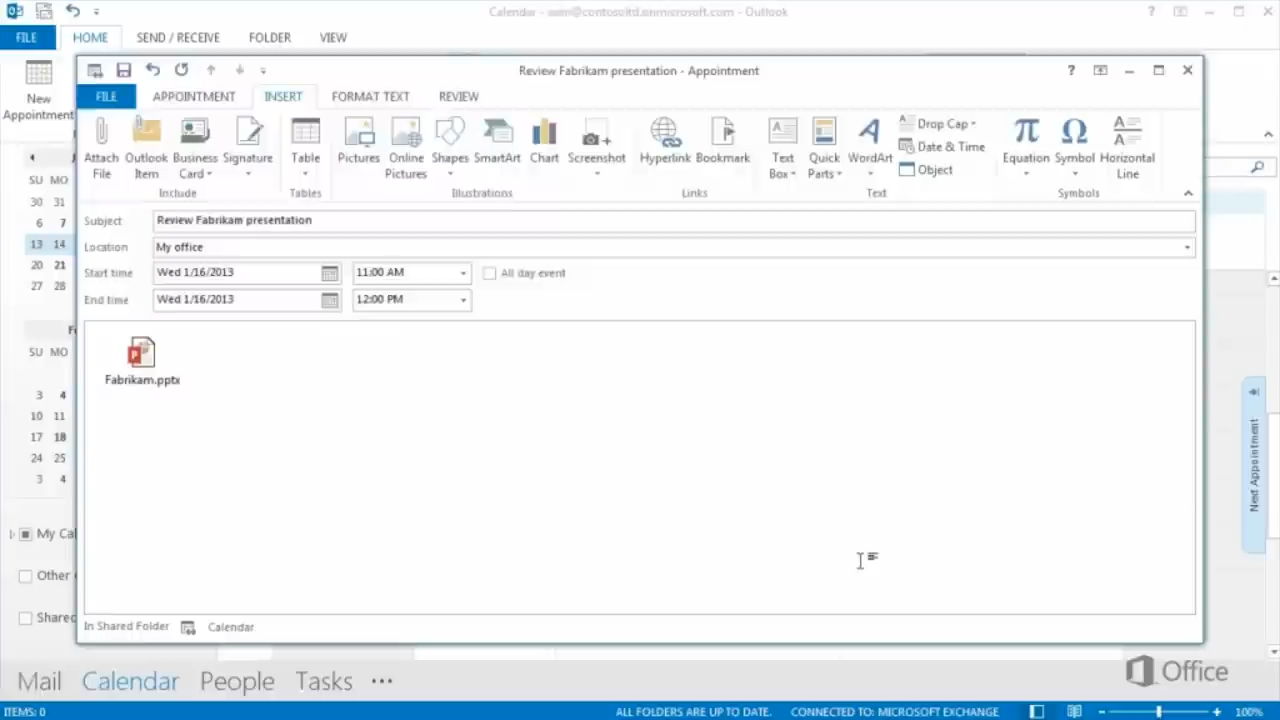 Calendar - sean@contosoltd.onmicrosoft.com - Outlook
FILE HOME SEND / RECEIVE FOLDER VIEW
New
Appointment
Review Fabrikam presentation - Appointment
FILE APPOINTMENT INSERT FORMAT TEXT REVIEW
Attach
File
Outlook
Item
Business
Card
Signature
Include
Table
Tables
Pictures
Online
Pictures
Shapes
SmartArt
Chart
Screenshot
Illustrations
Hyperlink
Bookmark
Links
Text
Box
Quick
Parts
WordArt
Drop Cap
Date & Time
Object
Text
Equation
Symbol
Horizontal
Line
Symbols
Subject Review Fabrikam presentation
Location My office
Start time Wed 1/16/2013 11:00 AM All day event
End time Wed 1/16/2013 12:00 PM
Fabrikam.pptx
In Shared Folder Calendar
SU MO
30 31
6 7
13 14
20 21
27 28
SU MO
3 4
10 11
17 18
24 25
3 4
My Cal
Other
Shared
Next Appointment
Mail Calendar People Tasks
Office
ITEMS: 0 ALL FOLDERS ARE UP TO DATE. CONNECTED TO: MICROSOFT EXCHANGE 100%